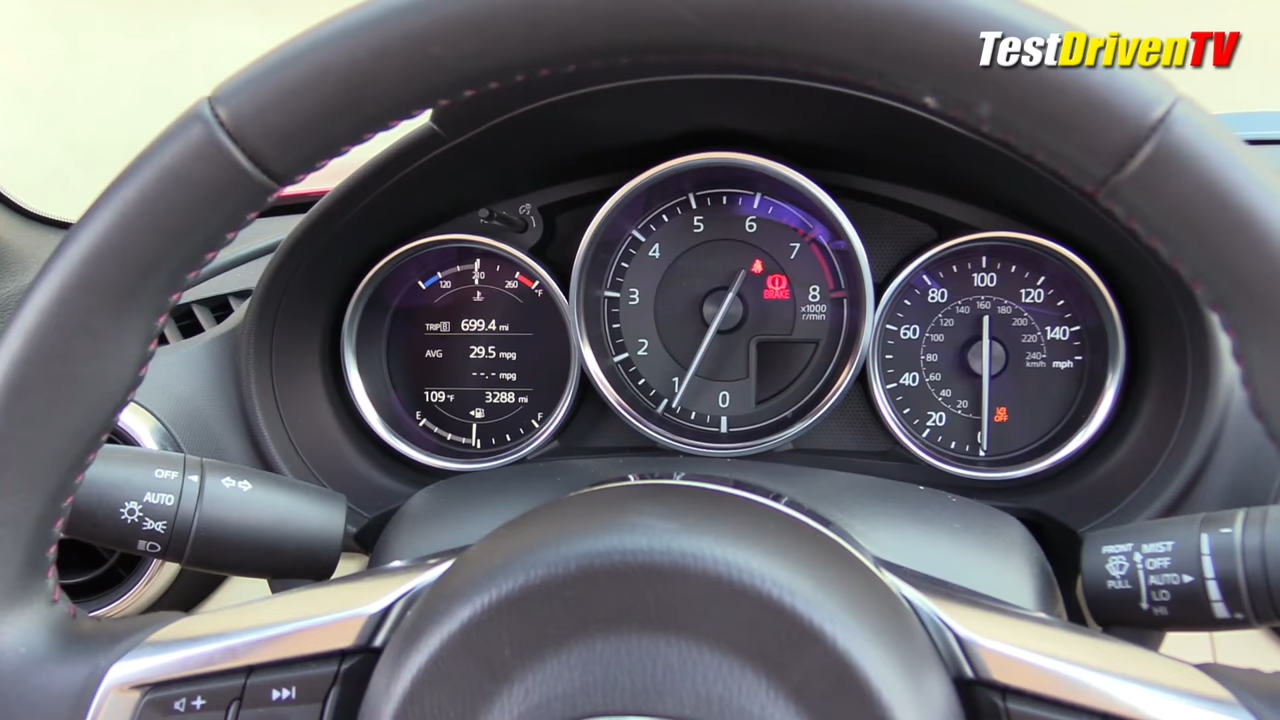 TestDrivenTV
120 210 260 °F
TRIP B 699.4 mi
AVG 29.5 mpg
--.- mpg
109 °F 3288 mi
E F
0 1 2 3 4 5 6 7 8
x1000
r/min
BRAKE
0 20 40 60 80 100 120 140
mph
20 40 60 80 100 120 140 160 180 200 220 240
km/h
OFF
OFF
AUTO
FRONT
PULL
MIST
OFF
AUTO
LO
HI